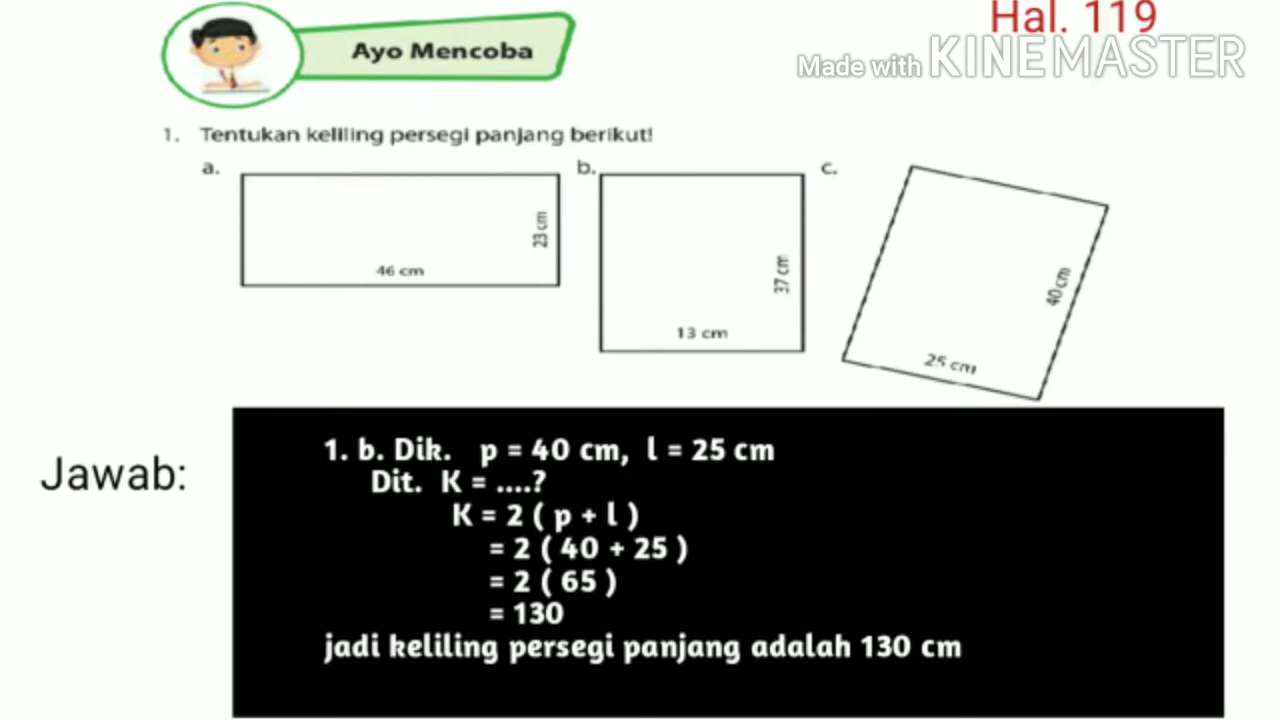 Hal. 119
Made with KINEMASTER
Ayo Mencoba
1. Tentukan keliling persegi panjang berikut!
a.
b.
c.
23 cm
46 cm
37 cm
13 cm
40 cm
25 cm
Jawab:
1. b. Dik. p = 40 cm, l = 25 cm
Dit. K = ....?
K = 2 ( p + l )
= 2 ( 40 + 25 )
= 2 ( 65 )
= 130
jadi keliling persegi panjang adalah 130 cm